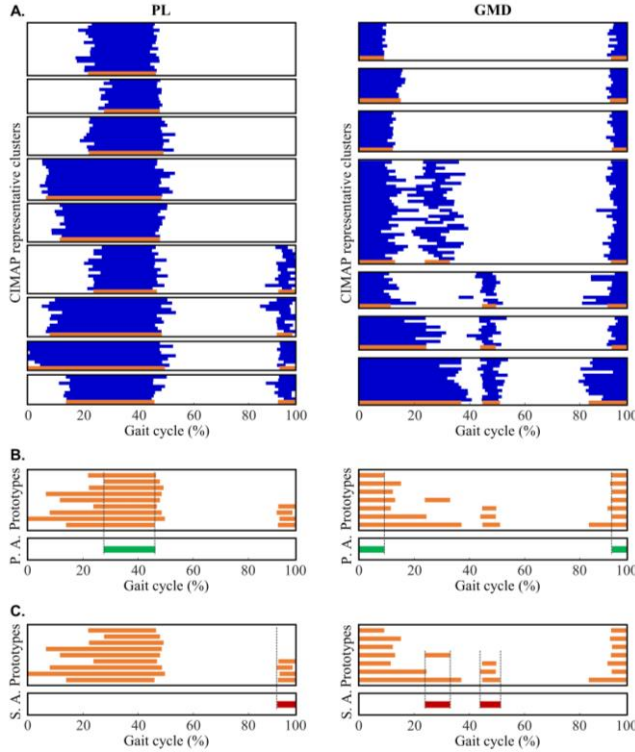 A.
PL
GMD
CIMAP representative clusters
CIMAP representative clusters
0 20 40 60 80 100
0 20 40 60 80 100
Gait cycle (%)
Gait cycle (%)
B.
Prototypes
Prototypes
P. A.
P. A.
0 20 40 60 80 100
0 20 40 60 80 100
Gait cycle (%)
Gait cycle (%)
C.
Prototypes
Prototypes
S. A.
S. A.
0 20 40 60 80 100
0 20 40 60 80 100
Gait cycle (%)
Gait cycle (%)